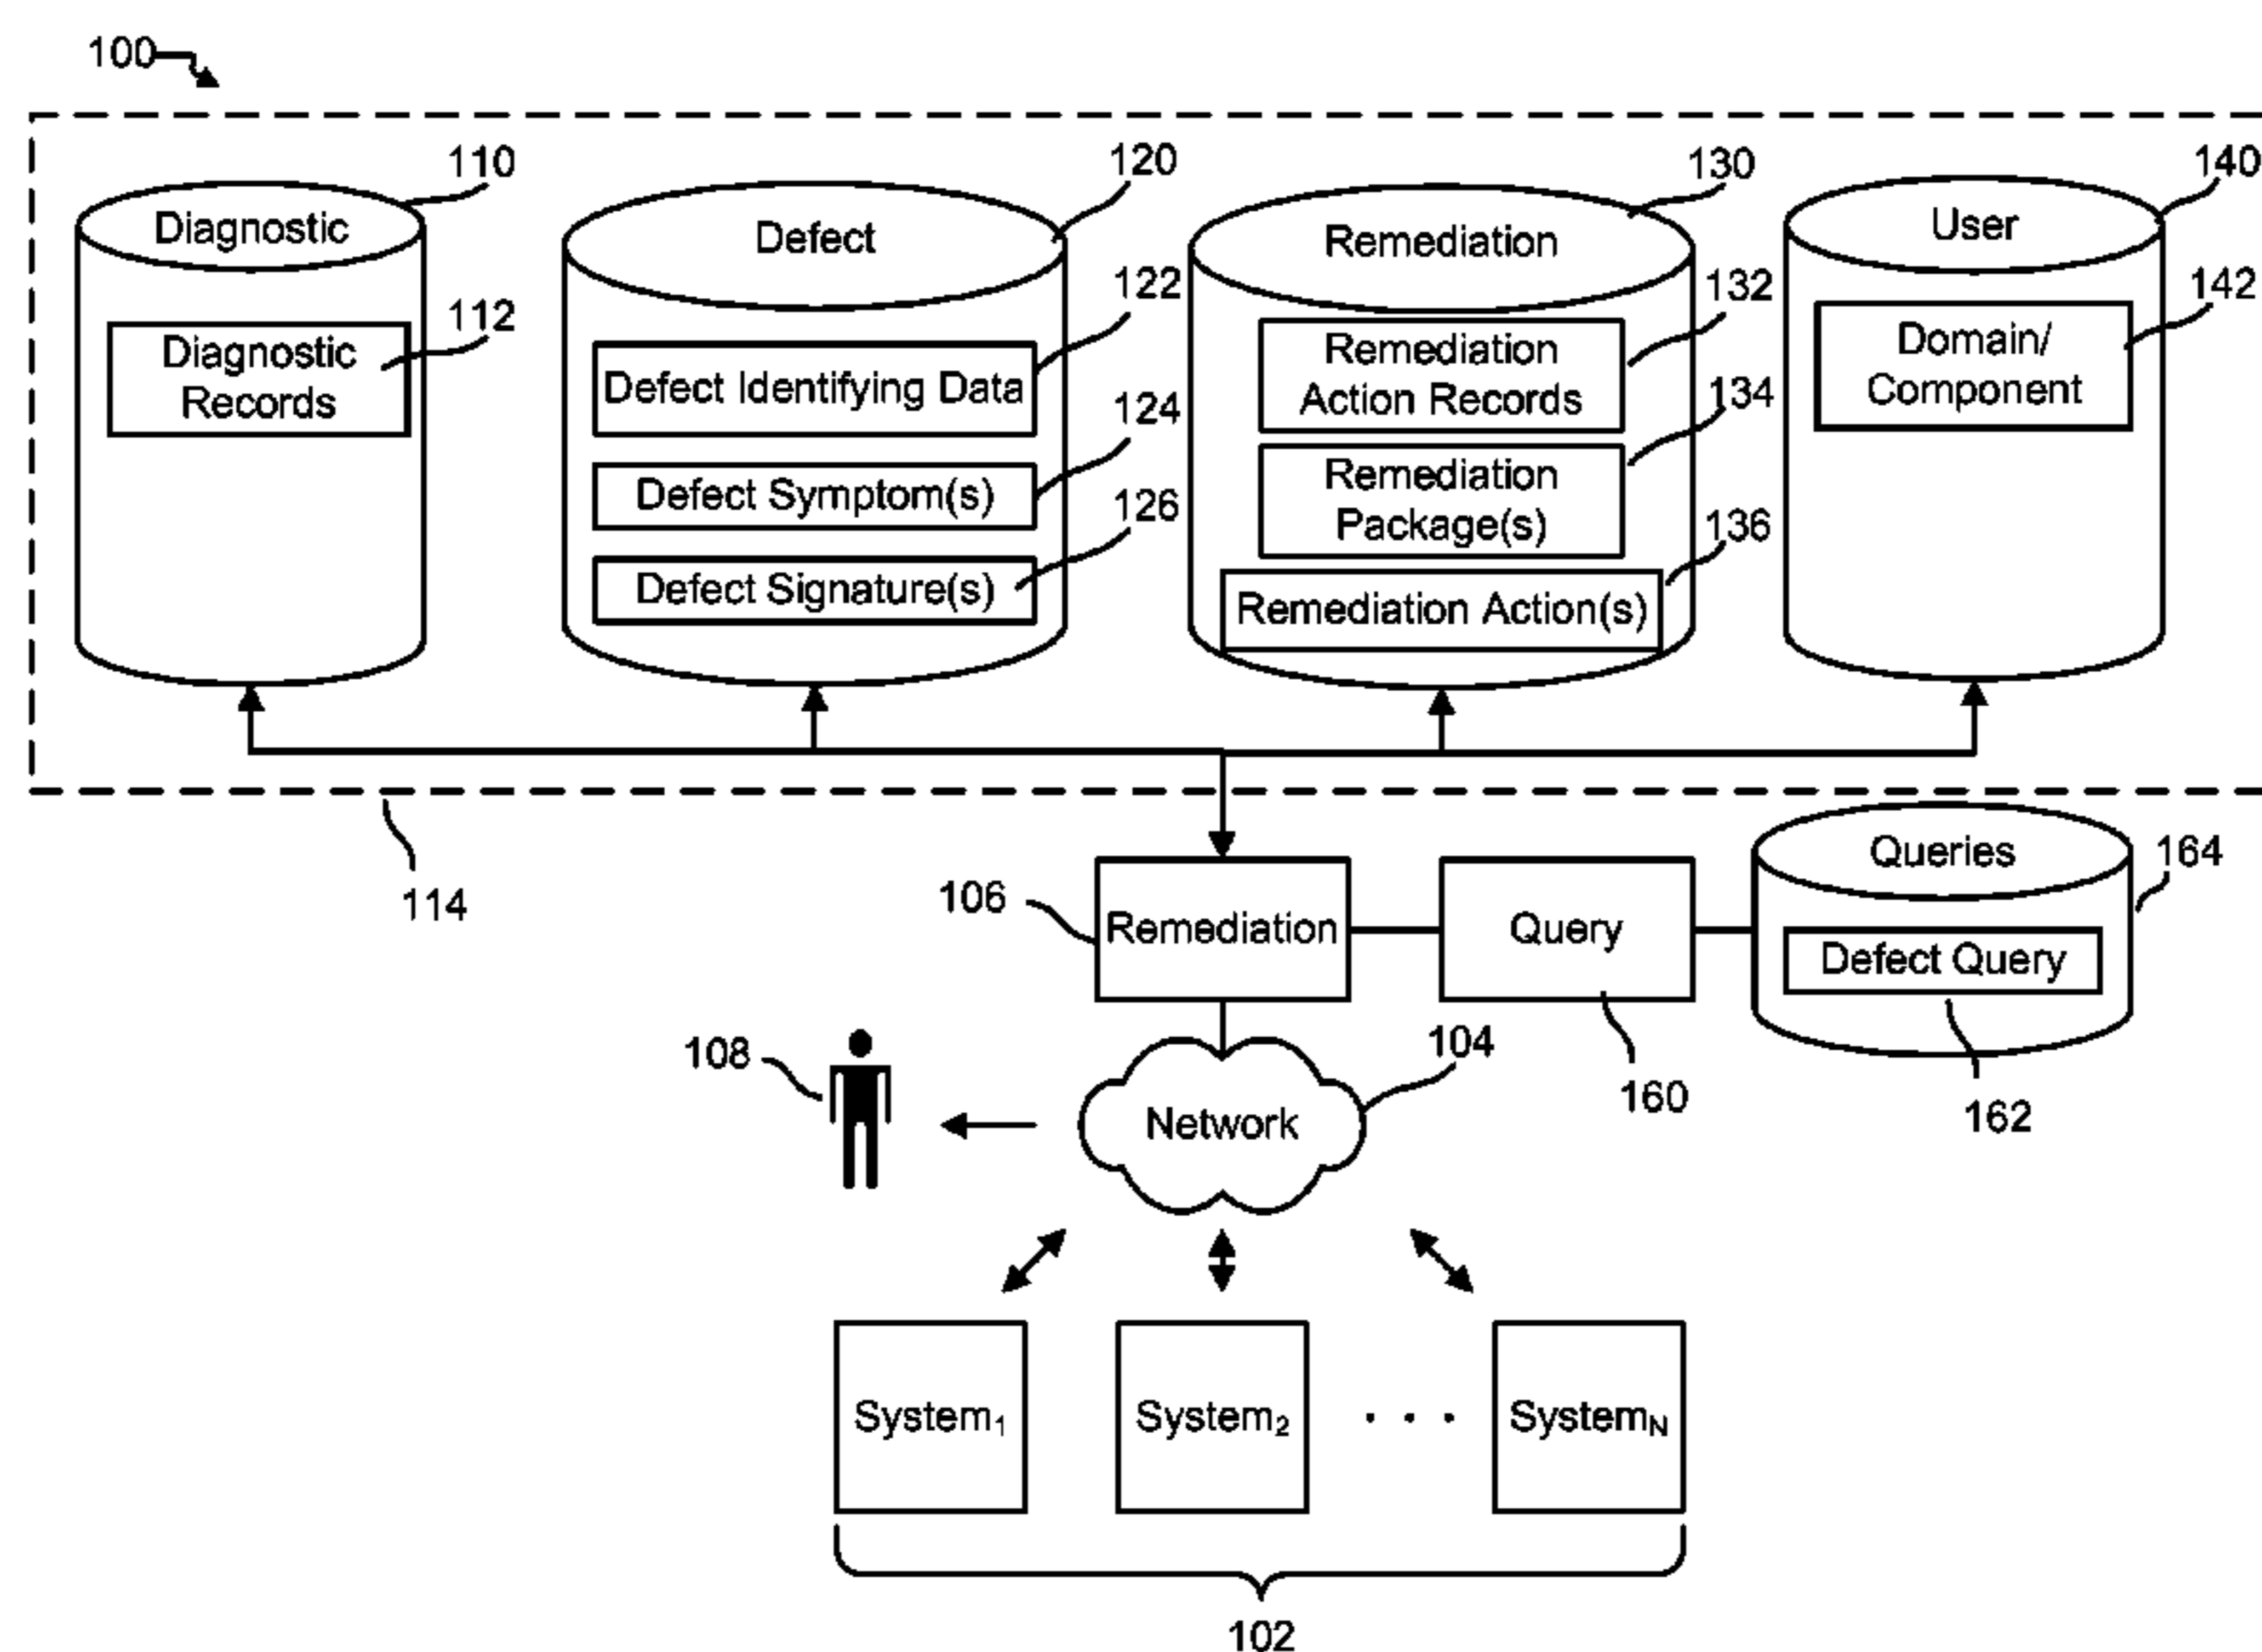 100
110
120
130
140
Diagnostic
Defect
Remediation
User
112
122
132
142
Diagnostic
Records
Defect Identifying Data
Remediation
Action Records
Domain/
Component
124
134
Defect Symptom(s)
Remediation
Package(s)
126
136
Defect Signature(s)
Remediation Action(s)
114
106
Remediation
Query
Queries
164
Defect Query
160
162
108
104
Network
System₁
System₂
. . .
Systemₙ
102